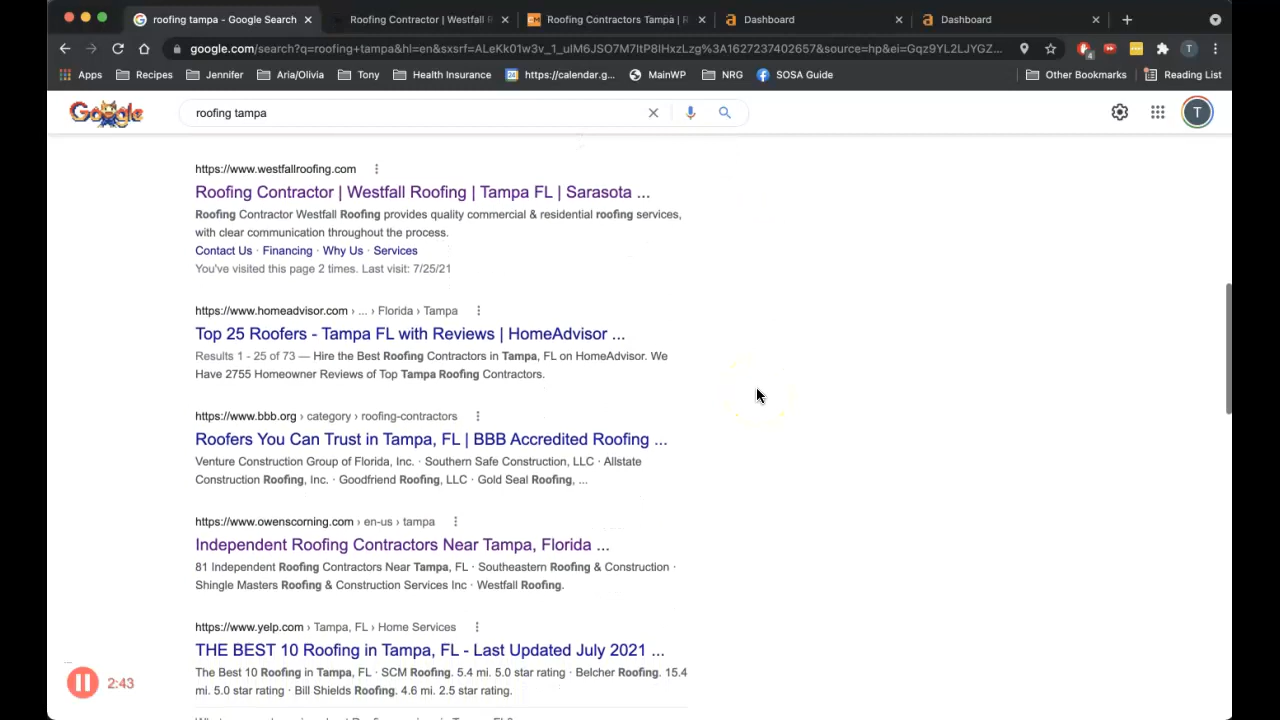 roofing tampa - Google Search
Roofing Contractor | Westfall
Roofing Contractors Tampa |
Dashboard
Dashboard
google.com/search?q=roofing+tampa&hl=en&sxsrf=ALeKk01w3v_1_uIM6JSO7M7ItP8IHxzLzg%3A1627237402657&source=hp&ei=Gqz9YL2LJYGZ...
4
T
Apps
Recipes
Jennifer
Aria/Olivia
Tony
Health Insurance
24
https://calendar.g...
MainWP
NRG
SOSA Guide
Other Bookmarks
Reading List
Google
roofing tampa
T
https://www.westfallroofing.com
Roofing Contractor | Westfall Roofing | Tampa FL | Sarasota ...
Roofing Contractor Westfall Roofing provides quality commercial & residential roofing services,
with clear communication throughout the process.
Contact Us · Financing · Why Us · Services
You've visited this page 2 times. Last visit: 7/25/21
https://www.homeadvisor.com › ... › Florida › Tampa
Top 25 Roofers - Tampa FL with Reviews | HomeAdvisor ...
Results 1 - 25 of 73 — Hire the Best Roofing Contractors in Tampa, FL on HomeAdvisor. We
Have 2755 Homeowner Reviews of Top Tampa Roofing Contractors.
https://www.bbb.org › category › roofing-contractors
Roofers You Can Trust in Tampa, FL | BBB Accredited Roofing ...
Venture Construction Group of Florida, Inc. · Southern Safe Construction, LLC · Allstate
Construction Roofing, Inc. · Goodfriend Roofing, LLC · Gold Seal Roofing, ...
https://www.owenscorning.com › en-us › tampa
Independent Roofing Contractors Near Tampa, Florida ...
81 Independent Roofing Contractors Near Tampa, FL · Southeastern Roofing & Construction ·
Shingle Masters Roofing & Construction Services Inc · Westfall Roofing.
https://www.yelp.com › Tampa, FL › Home Services
THE BEST 10 Roofing in Tampa, FL - Last Updated July 2021 ...
The Best 10 Roofing in Tampa, FL · SCM Roofing. 5.4 mi. 5.0 star rating · Belcher Roofing. 15.4
mi. 5.0 star rating · Bill Shields Roofing. 4.6 mi. 2.5 star rating.
2:43